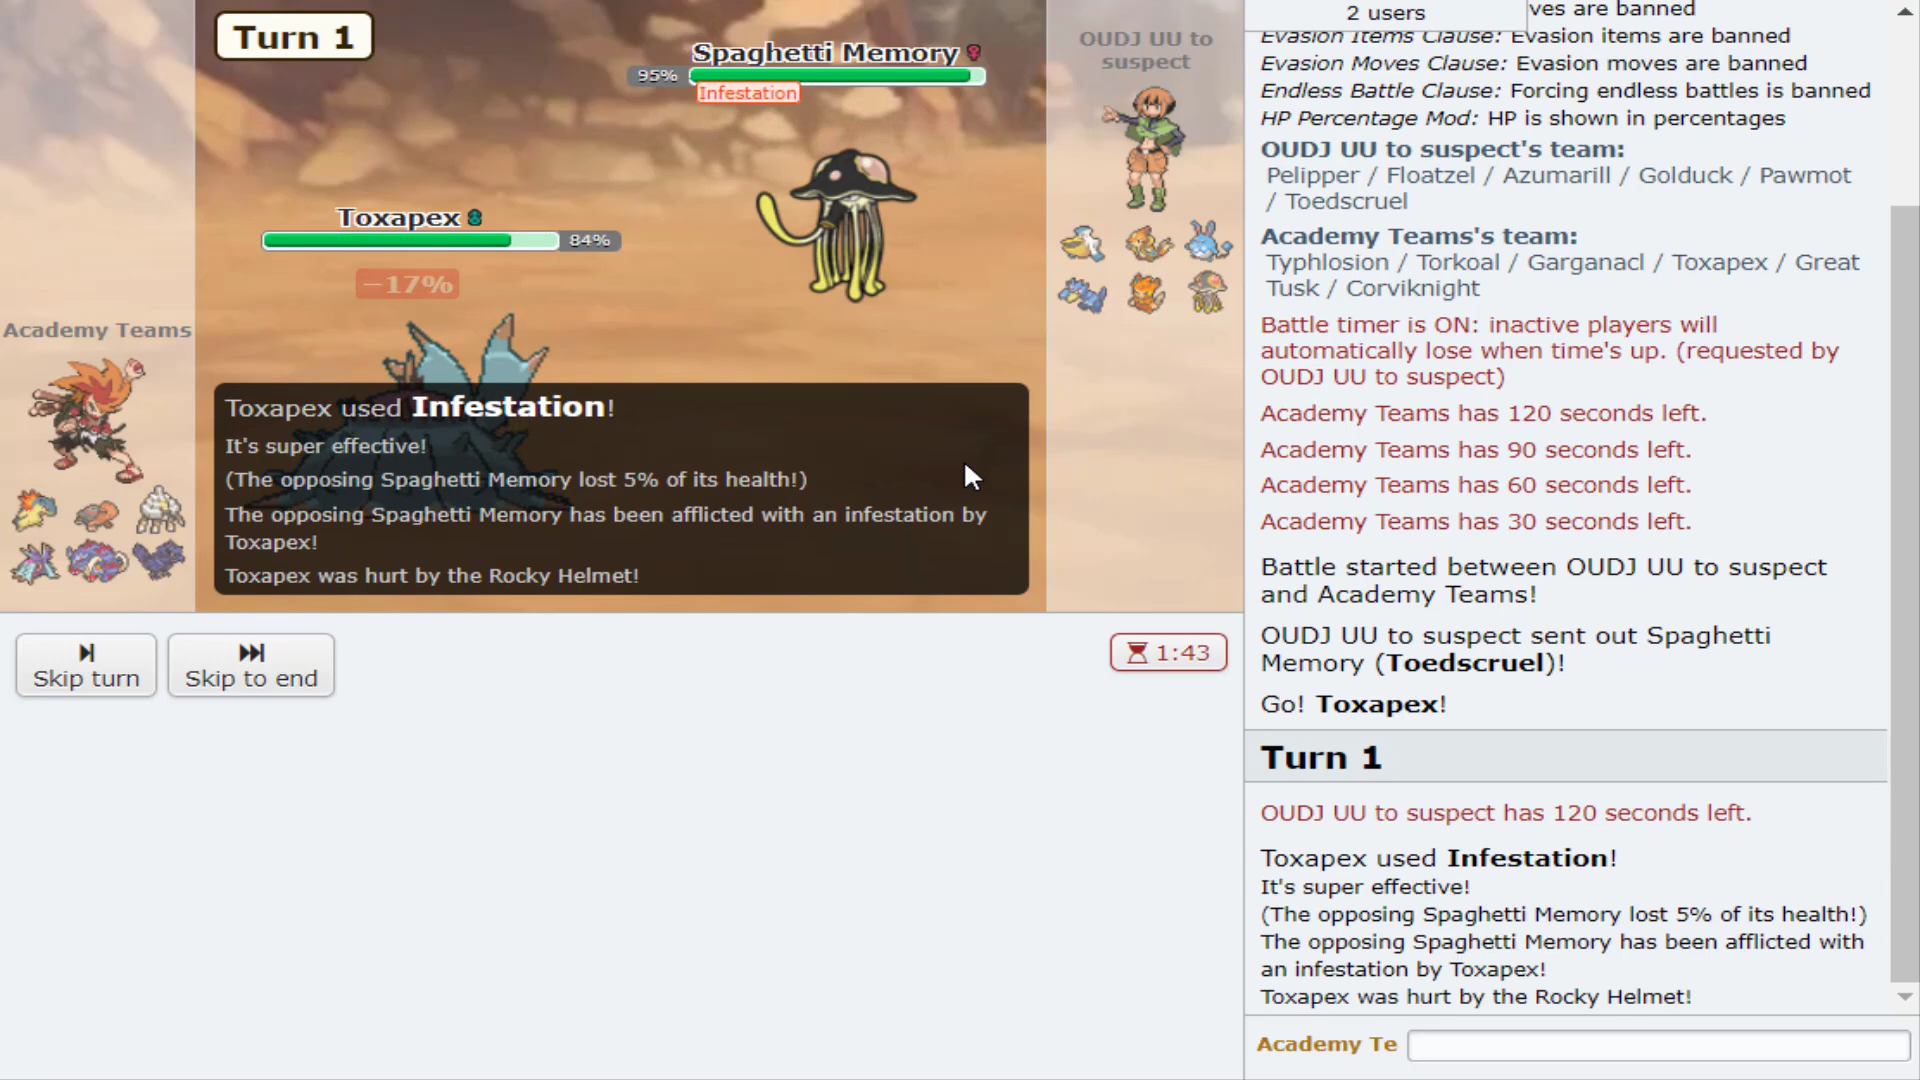 Turn 1
Spaghetti Memory
95%
Infestation
Toxapex
84%
−17%
Academy Teams
OUDJ UU to
suspect
Toxapex used Infestation!
It's super effective!
(The opposing Spaghetti Memory lost 5% of its health!)
The opposing Spaghetti Memory has been afflicted with an infestation by
Toxapex!
Toxapex was hurt by the Rocky Helmet!
Skip turn
Skip to end
1:43
2 users
ves are banned
Evasion Items Clause: Evasion items are banned
Evasion Moves Clause: Evasion moves are banned
Endless Battle Clause: Forcing endless battles is banned
HP Percentage Mod: HP is shown in percentages
OUDJ UU to suspect's team:
Pelipper / Floatzel / Azumarill / Golduck / Pawmot
/ Toedscruel
Academy Teams's team:
Typhlosion / Torkoal / Garganacl / Toxapex / Great
Tusk / Corviknight
Battle timer is ON: inactive players will
automatically lose when time's up. (requested by
OUDJ UU to suspect)
Academy Teams has 120 seconds left.
Academy Teams has 90 seconds left.
Academy Teams has 60 seconds left.
Academy Teams has 30 seconds left.
Battle started between OUDJ UU to suspect
and Academy Teams!
OUDJ UU to suspect sent out Spaghetti
Memory (Toedscruel)!
Go! Toxapex!
Turn 1
OUDJ UU to suspect has 120 seconds left.
Toxapex used Infestation!
It's super effective!
(The opposing Spaghetti Memory lost 5% of its health!)
The opposing Spaghetti Memory has been afflicted with
an infestation by Toxapex!
Toxapex was hurt by the Rocky Helmet!
Academy Te